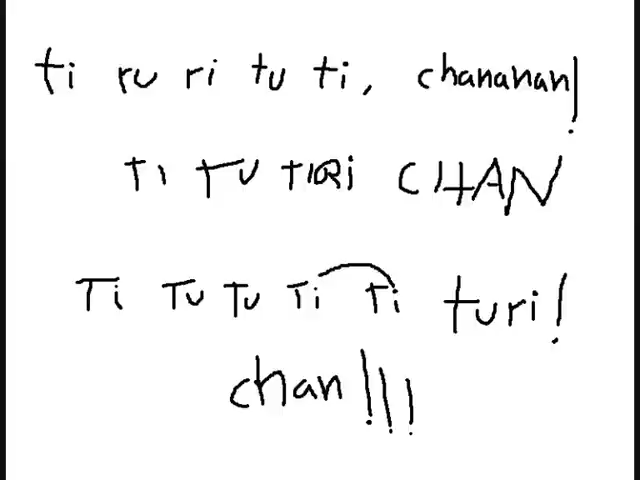 ti ru ri tu ti, chananan!
TI TU TIRI CHAN
Ti Tu Tu Ti Ti turi!
chan!!!